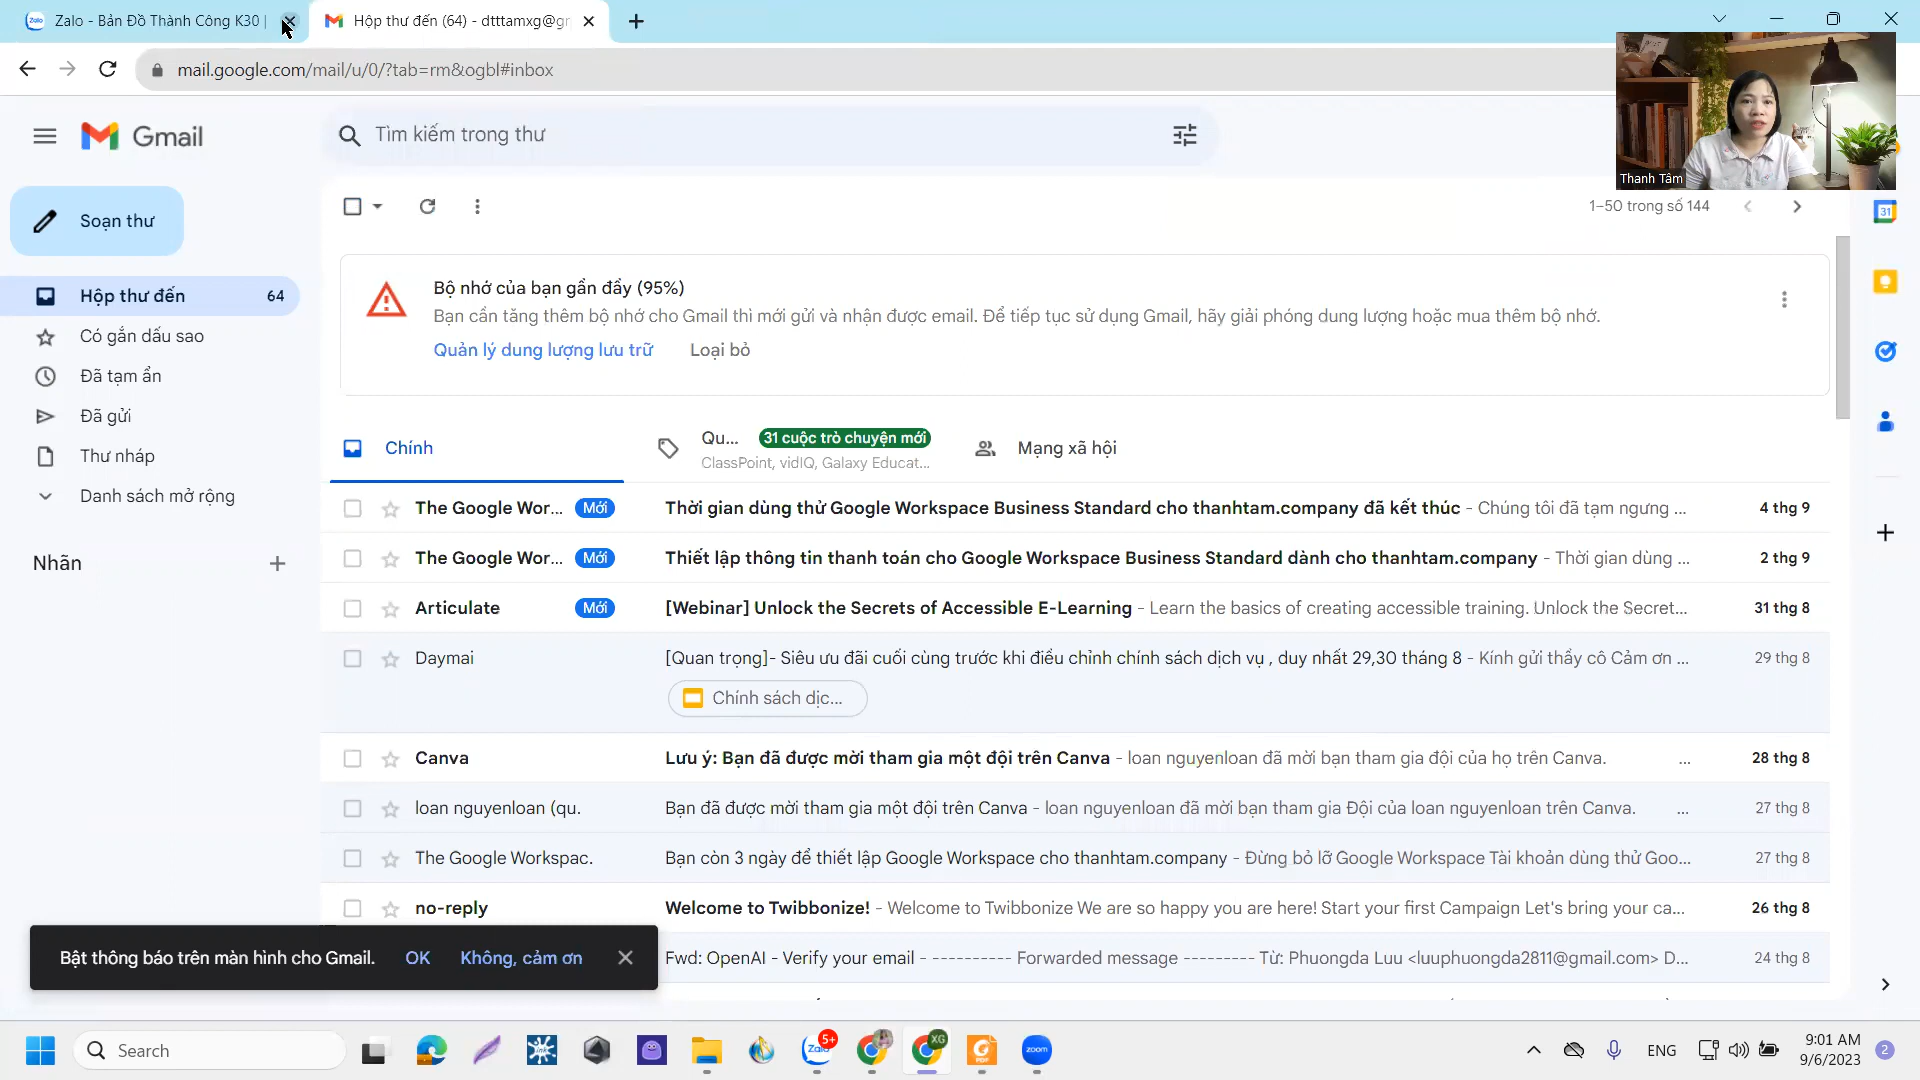 Zalo - Bản Đồ Thành Công K30 |
Hộp thư đến (64) - dtttamxg@gr
mail.google.com/mail/u/0/?tab=rm&ogbl#inbox
Gmail
Tìm kiếm trong thư
Thanh Tâm
Soạn thư
1–50 trong số 144
Hộp thư đến 64
Có gắn dấu sao
Đã tạm ẩn
Đã gửi
Thư nháp
Danh sách mở rộng
Nhãn
Bộ nhớ của bạn gần đầy (95%)
Bạn cần tăng thêm bộ nhớ cho Gmail thì mới gửi và nhận được email. Để tiếp tục sử dụng Gmail, hãy giải phóng dung lượng hoặc mua thêm bộ nhớ.
Quản lý dung lượng lưu trữ Loại bỏ
Chính
Qu... 31 cuộc trò chuyện mới
ClassPoint, vidIQ, Galaxy Educat...
Mạng xã hội
The Google Wor... Mới Thời gian dùng thử Google Workspace Business Standard cho thanhtam.company đã kết thúc - Chúng tôi đã tạm ngưng ... 4 thg 9
The Google Wor... Mới Thiết lập thông tin thanh toán cho Google Workspace Business Standard dành cho thanhtam.company - Thời gian dùng ... 2 thg 9
Articulate Mới [Webinar] Unlock the Secrets of Accessible E-Learning - Learn the basics of creating accessible training. Unlock the Secret... 31 thg 8
Daymai [Quan trọng]- Siêu ưu đãi cuối cùng trước khi điều chỉnh chính sách dịch vụ , duy nhất 29,30 tháng 8 - Kính gửi thầy cô Cảm ơn ... 29 thg 8
Chính sách dịc...
Canva Lưu ý: Bạn đã được mời tham gia một đội trên Canva - loan nguyenloan đã mời bạn tham gia đội của họ trên Canva. ... 28 thg 8
loan nguyenloan (qu. Bạn đã được mời tham gia một đội trên Canva - loan nguyenloan đã mời bạn tham gia Đội của loan nguyenloan trên Canva. ... 27 thg 8
The Google Workspac. Bạn còn 3 ngày để thiết lập Google Workspace cho thanhtam.company - Đừng bỏ lỡ Google Workspace Tài khoản dùng thử Goo... 27 thg 8
no-reply Welcome to Twibbonize! - Welcome to Twibbonize We are so happy you are here! Start your first Campaign Let's bring your ca... 26 thg 8
Fwd: OpenAI - Verify your email - ---------- Forwarded message --------- Từ: Phuongda Luu <luuphuongda2811@gmail.com> D... 24 thg 8
Bật thông báo trên màn hình cho Gmail. OK Không, cảm ơn
31
Search
Zalo
5+
XG
PDF
zoom
ENG
9:01 AM
9/6/2023
2